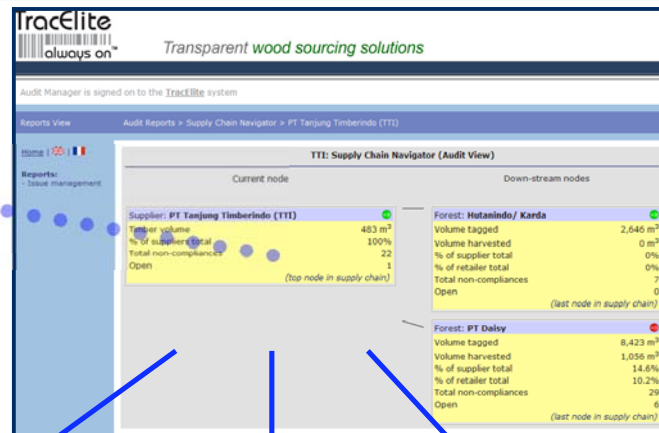 TracElite
always on™
Transparent wood sourcing solutions
Audit Manager is signed on to the TracElite system
Reports View
Audit Reports > Supply Chain Navigator > PT Tanjung Timberindo (TTI)
Home | |
Reports:
- Issue management
TTI: Supply Chain Navigator (Audit View)
Current node
Down-stream nodes
Supplier: PT Tanjung Timberindo (TTI)
Timber volume 483 m³
% of suppliers total 100%
Total non-compliances 22
Open 1
(top node in supply chain)
Forest: Hutanindo/ Karda
Volume tagged 2,646 m³
Volume harvested 0 m³
% of supplier total 0%
% of retailer total 0%
Total non-compliances 7
Open 0
(last node in supply chain)
Forest: PT Daisy
Volume tagged 8,423 m³
Volume harvested 1,056 m³
% of supplier total 14.6%
% of retailer total 10.2%
Total non-compliances 29
Open 6
(last node in supply chain)